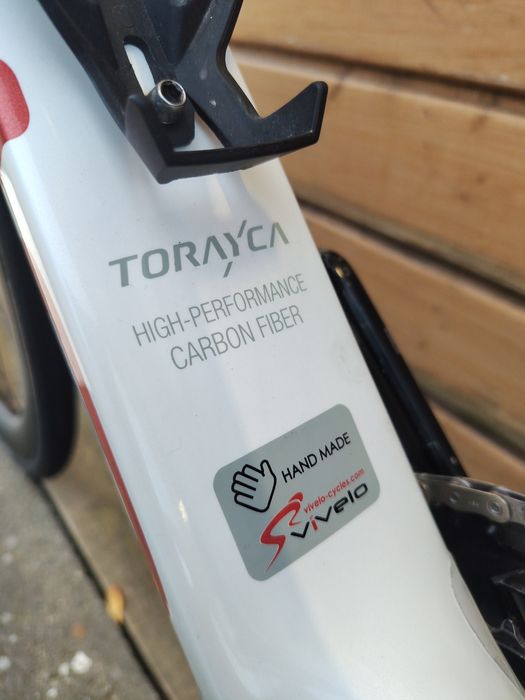 TORAYCA
HIGH-PERFORMANCE
CARBON FIBER
HAND MADE
vivelo-cycles.com
vivelo